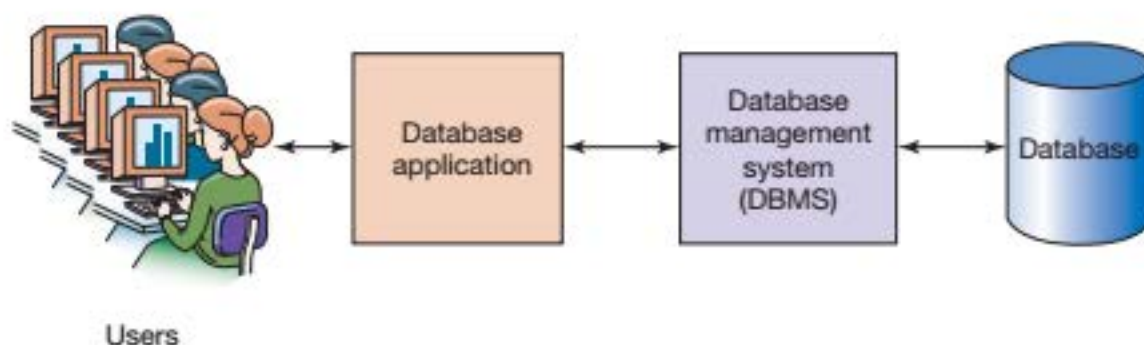 Database
application
Database
management
system
(DBMS)
Database
Users